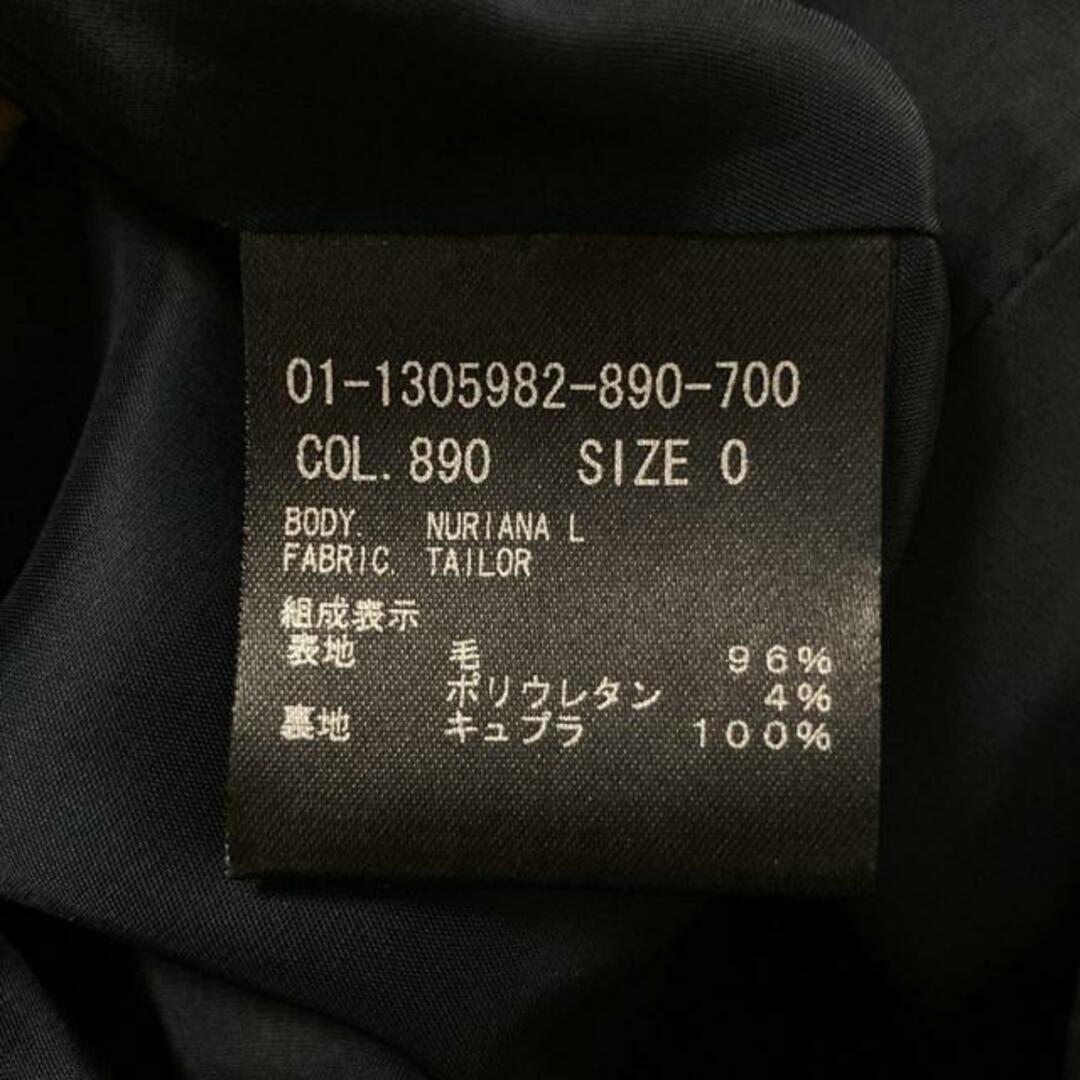 01-1305982-890-700
COL. 890 SIZE 0
BODY. NURIANA L
FABRIC. TAILOR
組成表示
表地 毛 96%
ポリウレタン 4%
裏地 キュプラ 100%